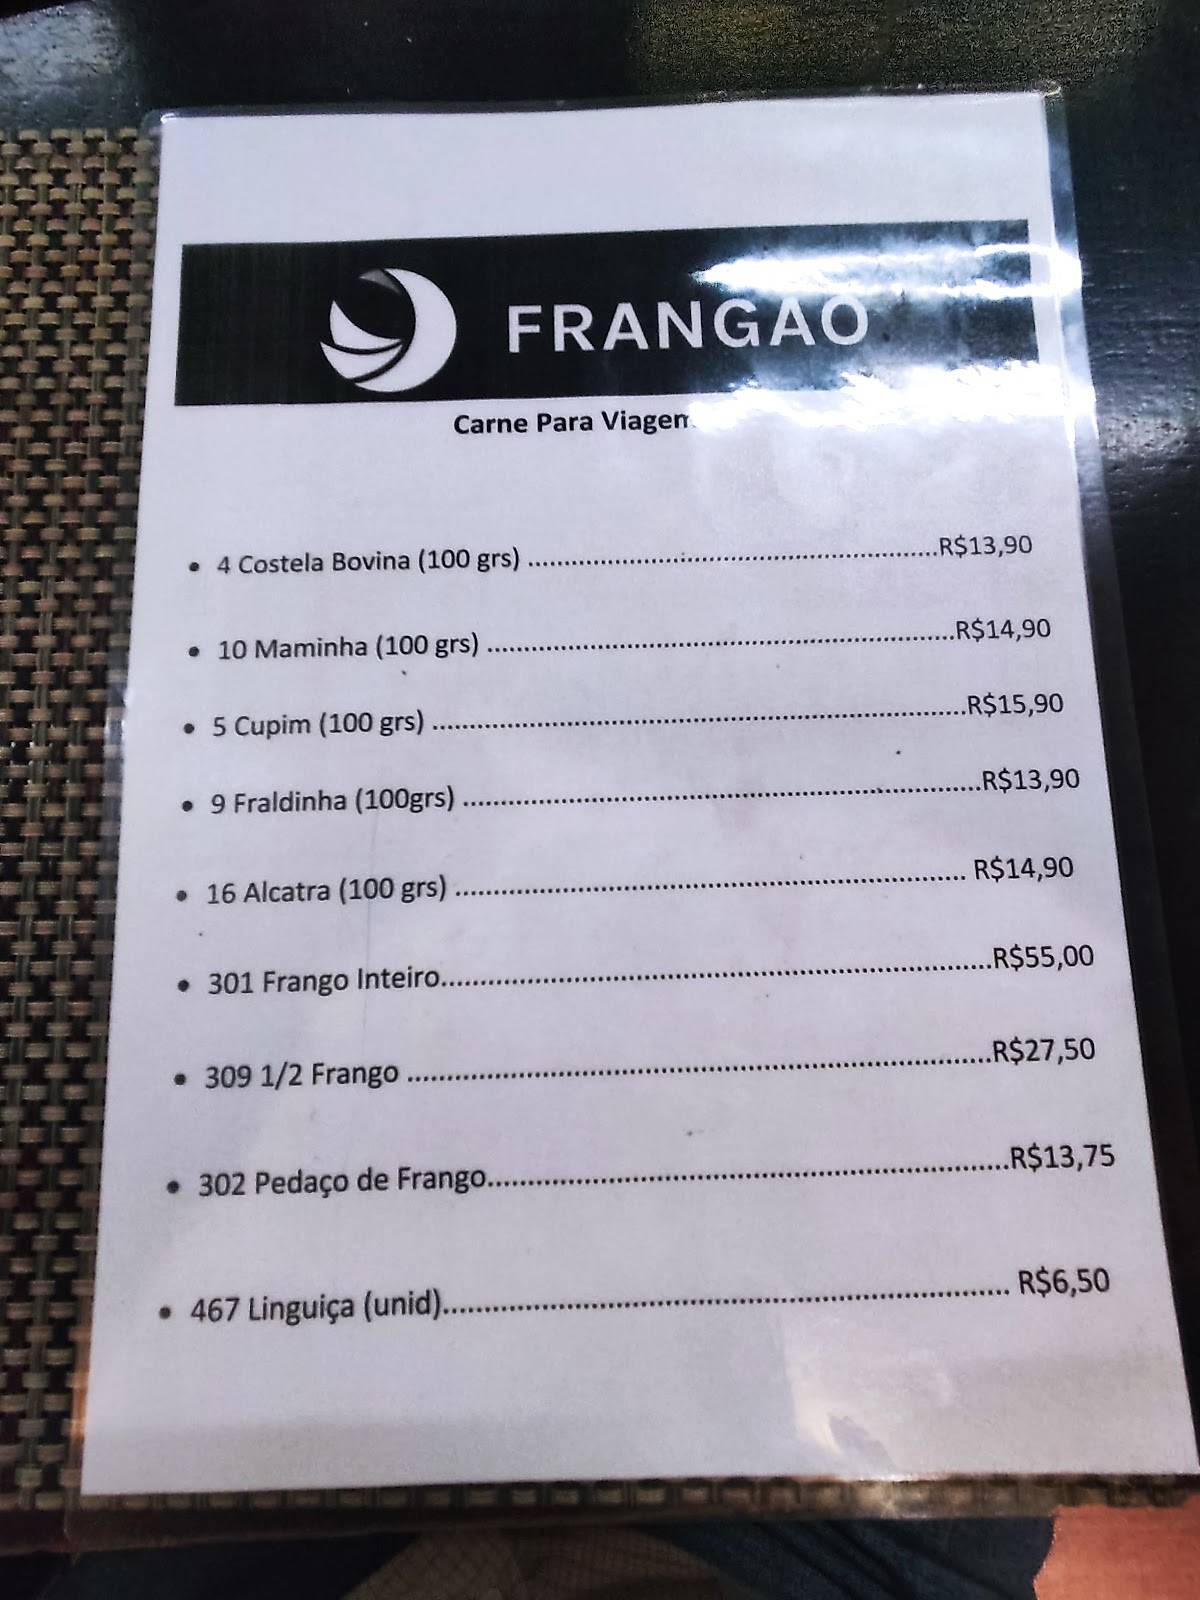 FRANGAO
Carne Para Viagem
• 4 Costela Bovina (100 grs) ........................................................R$13,90
• 10 Maminha (100 grs) ...............................................................R$14,90
• 5 Cupim (100 grs) .......................................................................R$15,90
• 9 Fraldinha (100grs) ....................................................................R$13,90
• 16 Alcatra (100 grs) ................................................................... R$14,90
• 301 Frango Inteiro........................................................................R$55,00
• 309 1/2 Frango ............................................................................R$27,50
• 302 Pedaço de Frango....................................................................R$13,75
• 467 Linguiça (unid)...................................................................... R$6,50